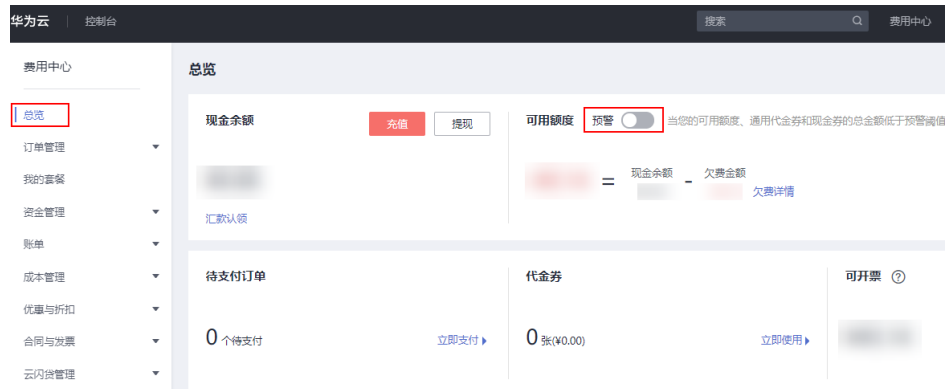 华为云 控制台 搜索 费用中心
费用中心
总览
订单管理
我的套餐
资金管理
账单
成本管理
优惠与折扣
合同与发票
云闪贷管理
总览
现金余额 充值 提现
汇款认领
可用额度 预警 当您的可用额度、通用代金券和现金券的总金额低于预警阈值
= 现金余额 - 欠费金额
欠费详情
待支付订单
0 个待支付 立即支付
代金券
0 张(¥0.00) 立即使用
可开票 ?